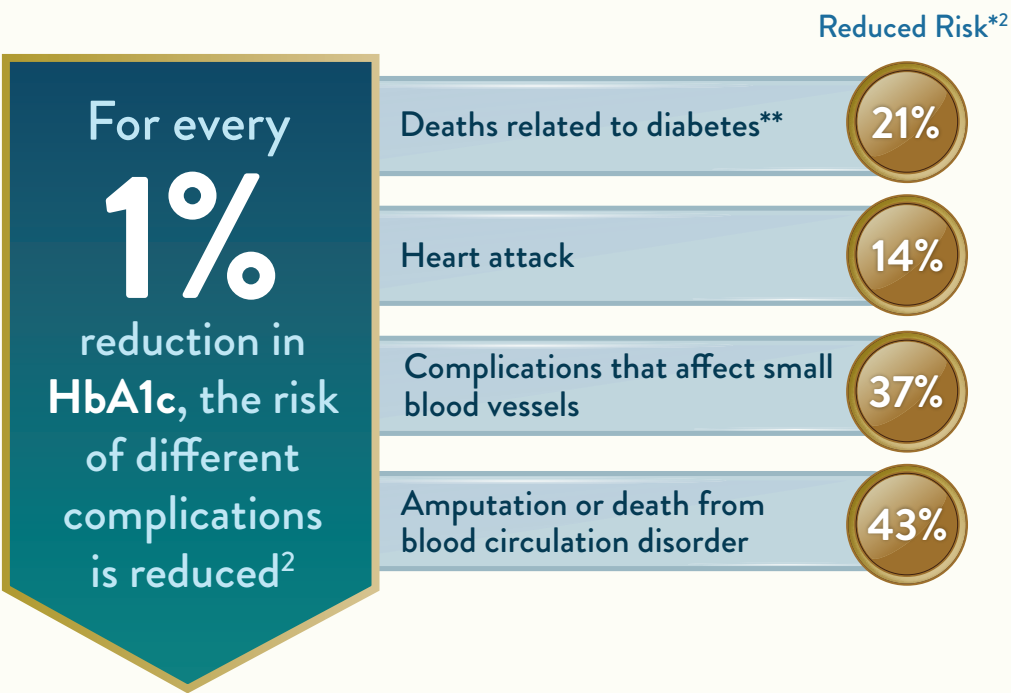 Reduced Risk*2
For every
1%
reduction in
HbA1c, the risk
of different
complications
is reduced2
Deaths related to diabetes**
21%
Heart attack
14%
Complications that affect small
blood vessels
37%
Amputation or death from
blood circulation disorder
43%